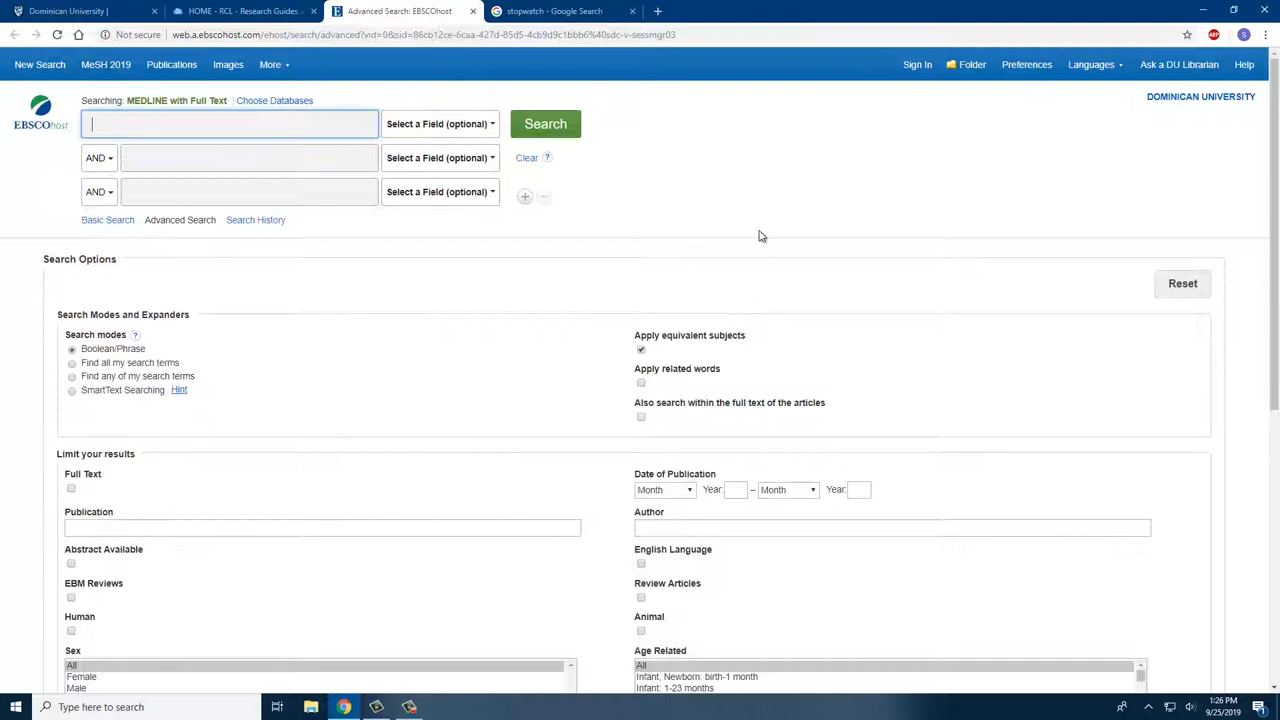 Dominican University |
HOME - RCL - Research Guides
Advanced Search: EBSCOhost
stopwatch - Google Search
Not secure | web.a.ebscohost.com/ehost/search/advanced?vid=0&sid=86cb12ce-6caa-427d-85d5-4cb9d9c1bbb6%40sdc-v-sessmgr03
ABP
S
New Search
MeSH 2019
Publications
Images
More
Sign In
Folder
Preferences
Languages
Ask a DU Librarian
Help
EBSCOhost
Searching: MEDLINE with Full Text | Choose Databases
DOMINICAN UNIVERSITY
Select a Field (optional)
Search
AND
Select a Field (optional)
Clear ?
AND
Select a Field (optional)
Basic Search
Advanced Search
Search History
Search Options
Reset
Search Modes and Expanders
Search modes ?
Boolean/Phrase
Find all my search terms
Find any of my search terms
SmartText Searching Hint
Apply equivalent subjects
Apply related words
Also search within the full text of the articles
Limit your results
Full Text
Date of Publication
Month Year: – Month Year:
Publication
Author
Abstract Available
English Language
EBM Reviews
Review Articles
Human
Animal
Sex
All
Female
Male
Age Related
All
Infant, Newborn: birth-1 month
Infant: 1-23 months
Type here to search
1:26 PM
9/25/2019